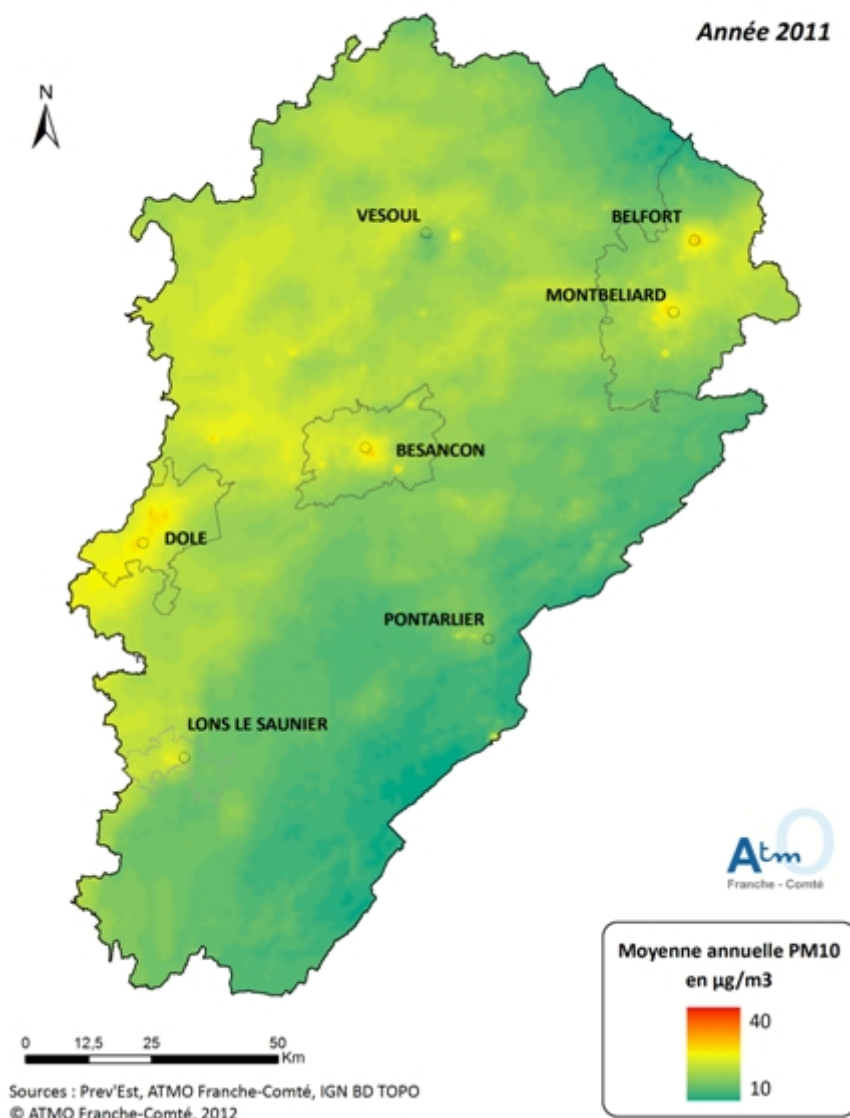 Année 2011
N
VESOUL
BELFORT
MONTBELIARD
BESANCON
DOLE
PONTARLIER
LONS LE SAUNIER
Atmo
Franche - Comté
Moyenne annuelle PM10
en µg/m3
40
10
0 12,5 25 50
Km
Sources : Prev'Est, ATMO Franche-Comté, IGN BD TOPO
© ATMO Franche-Comté, 2012